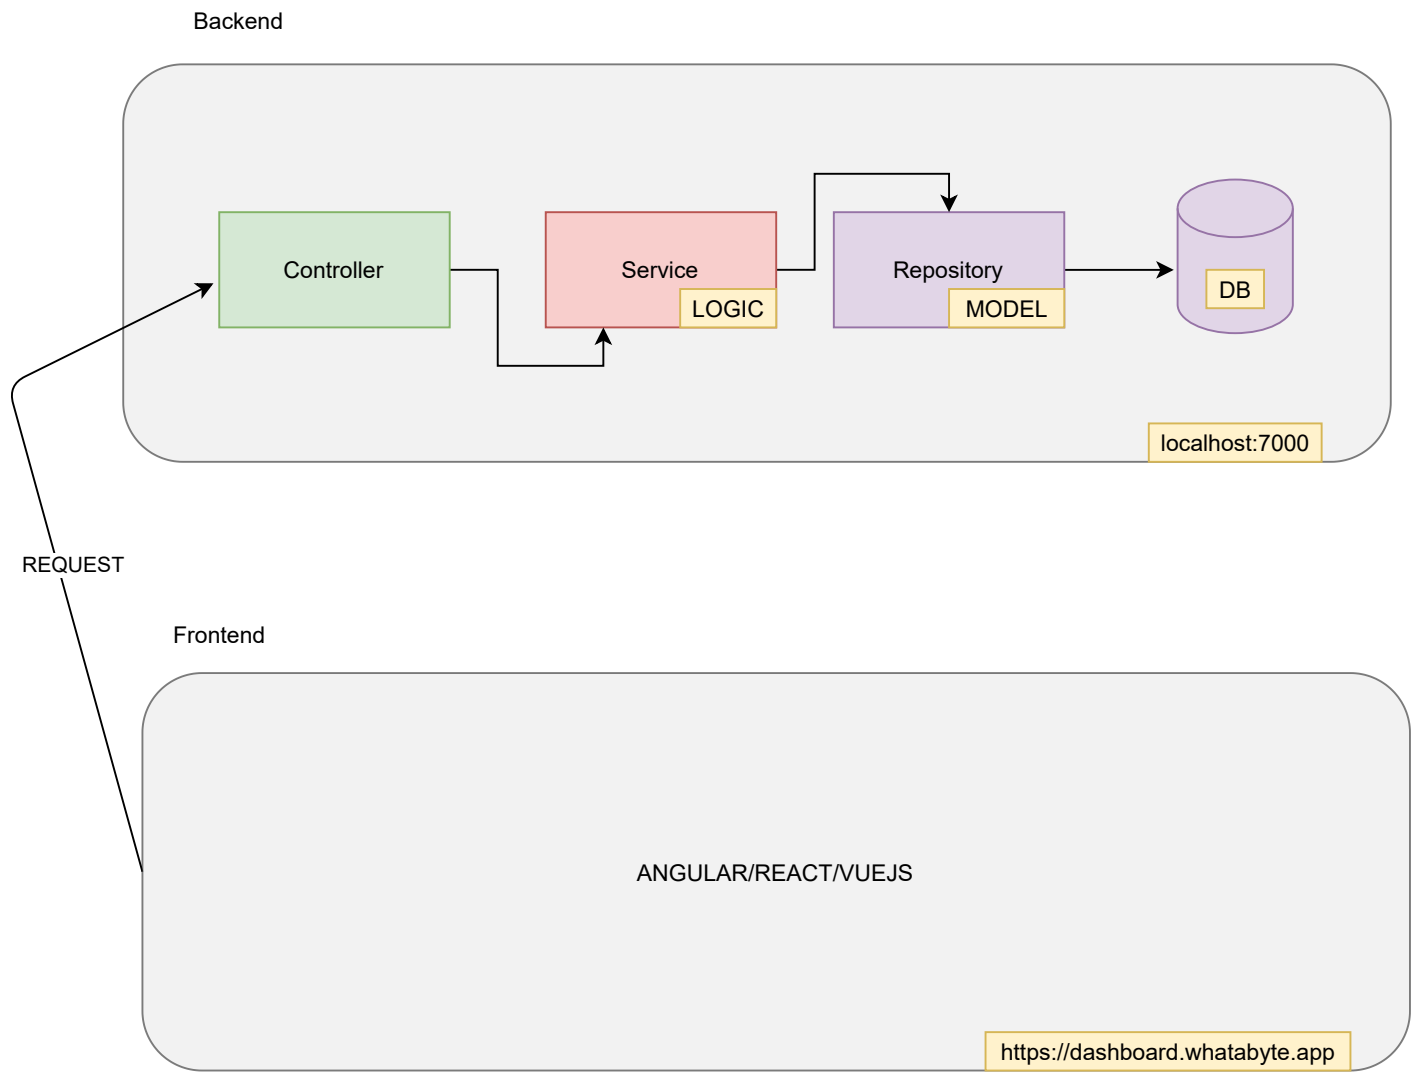 Backend
Controller
Service
LOGIC
Repository
MODEL
DB
localhost:7000
REQUEST
Frontend
ANGULAR/REACT/VUEJS
https://dashboard.whatabyte.app